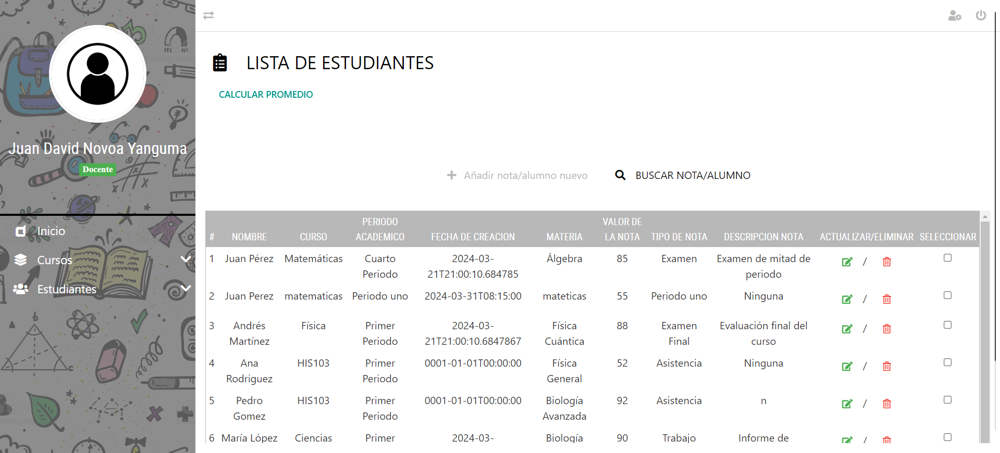 Juan David Novoa Yanguma
Docente
Inicio
Cursos
Estudiantes
LISTA DE ESTUDIANTES
CALCULAR PROMEDIO
Añadir nota/alumno nuevo BUSCAR NOTA/ALUMNO
PERIODO VALOR DE
# NOMBRE CURSO ACADEMICO FECHA DE CREACION MATERIA LA NOTA TIPO DE NOTA DESCRIPCION NOTA ACTUALIZAR/ELIMINAR SELECCIONAR
1 Juan Pérez Matemáticas Cuarto 2024-03- Álgebra 85 Examen Examen de mitad de /
Periodo 21T21:00:10.684785 periodo
2 Juan Perez matematicas Periodo uno 2024-03-31T08:15:00 mateticas 55 Periodo uno Ninguna /
3 Andrés Física Primer 2024-03- Física 88 Examen Evaluación final del /
Martínez Periodo 21T21:00:10.6847867 Cuántica Final curso
4 Ana HIS103 Primer 0001-01-01T00:00:00 Física 52 Asistencia Ninguna /
Rodriguez Periodo General
5 Pedro HIS103 Primer 0001-01-01T00:00:00 Biología 92 Asistencia n /
Gomez Periodo Avanzada
6 María López Ciencias Primer 2024-03- Biología 90 Trabajo Informe de /